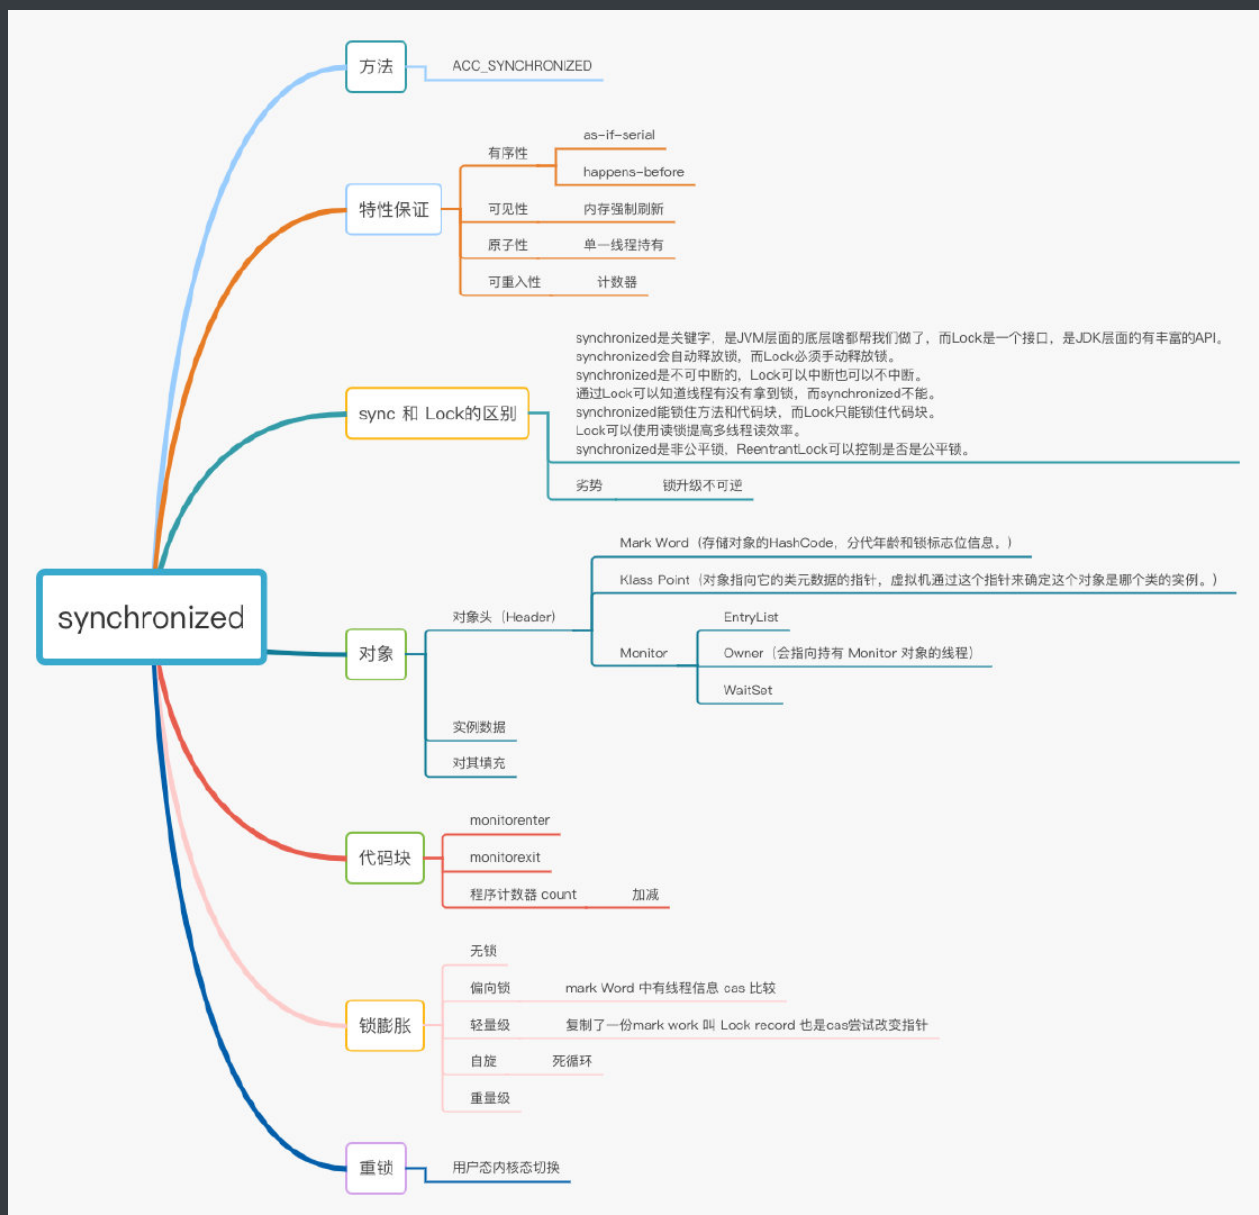 synchronized
方法
ACC_SYNCHRONIZED
特性保证
有序性
as-if-serial
happens-before
可见性
内存强制刷新
原子性
单一线程持有
可重入性
计数器
sync 和 Lock的区别
synchronized是关键字，是JVM层面的底层啥都帮我们做了，而Lock是一个接口，是JDK层面的有丰富的API。
synchronized会自动释放锁，而Lock必须手动释放锁。
synchronized是不可中断的，Lock可以中断也可以不中断。
通过Lock可以知道线程有没有拿到锁，而synchronized不能。
synchronized能锁住方法和代码块，而Lock只能锁住代码块。
Lock可以使用读锁提高多线程读效率。
synchronized是非公平锁，ReentrantLock可以控制是否是公平锁。
劣势
锁升级不可逆
对象
对象头（Header）
Mark Word（存储对象的HashCode，分代年龄和锁标志位信息。）
Klass Point（对象指向它的类元数据的指针，虚拟机通过这个指针来确定这个对象是哪个类的实例。）
Monitor
EntryList
Owner（会指向持有 Monitor 对象的线程）
WaitSet
实例数据
对其填充
代码块
monitorenter
monitorexit
程序计数器 count
加减
锁膨胀
无锁
偏向锁
mark Word 中有线程信息 cas 比较
轻量级
复制了一份mark work 叫 Lock record 也是cas尝试改变指针
自旋
死循环
重量级
重锁
用户态内核态切换